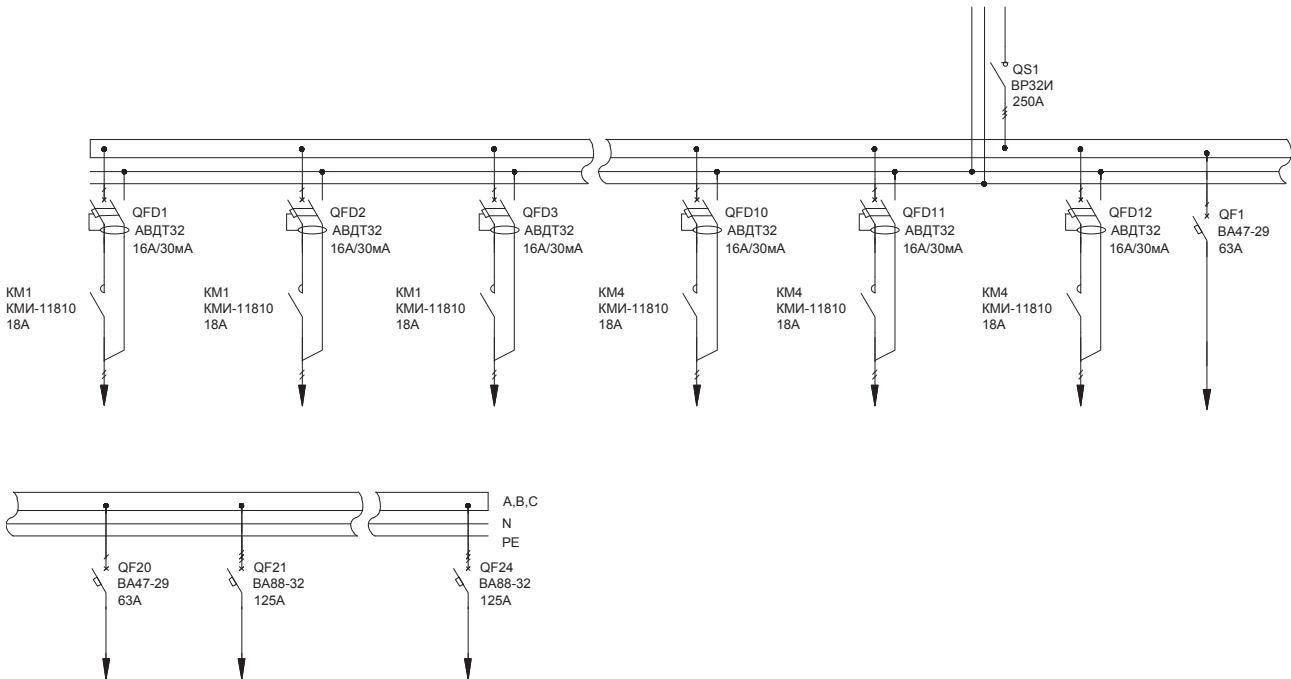 QS1
ВР32И
250А
QFD1
АВДТ32
16А/30мА
QFD2
АВДТ32
16А/30мА
QFD3
АВДТ32
16А/30мА
QFD10
АВДТ32
16А/30мА
QFD11
АВДТ32
16А/30мА
QFD12
АВДТ32
16А/30мА
QF1
ВА47-29
63А
КМ1
КМИ-11810
18А
КМ1
КМИ-11810
18А
КМ1
КМИ-11810
18А
КМ4
КМИ-11810
18А
КМ4
КМИ-11810
18А
КМ4
КМИ-11810
18А
A,B,C
N
PE
QF20
ВА47-29
63А
QF21
ВА88-32
125А
QF24
ВА88-32
125А